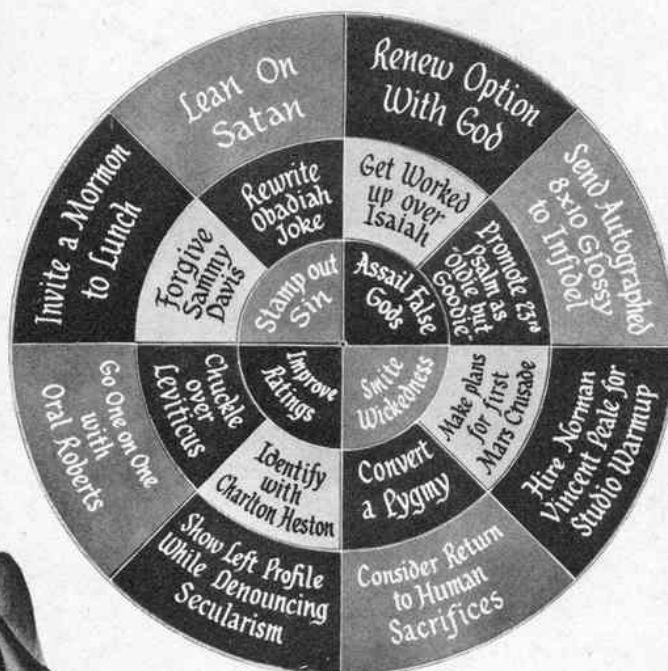 Lean On
Satan
Renew Option
With God
Send Autographed
8x10 Glossy
to Infidel
Hire Norman
Vincent Peale for
Studio Warmup
Consider Return
to Human
Sacrifices
Show Left Profile
While Denouncing
Secularism
Go One on One
with
Oral Roberts
Invite a Mormon
to Lunch
Rewrite
Obadiah
Joke
Get Worked
up over
Isaiah
Promote 23rd
Psalm as
"Oldie but
Goodie"
Make plans
for first
Mars Crusade
Convert
a Pygmy
Identify
with
Charlton Heston
Chuckle
over
Leviticus
Forgive
Sammy
Davis
Stamp out
Sin
Assail False
Gods
Smite
Wickedness
Improve
Ratings